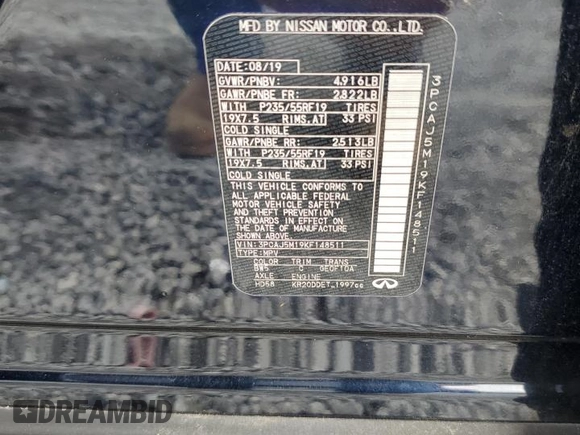 MFD BY NISSAN MOTOR CO.,LTD.
DATE: 08/19
GVWR/PNBV: 4916LB
GAWR/PNBE FR: 2822LB
WITH P235/55RF19 TIRES
19X7.5 RIMS.AT 33 PSI
COLD SINGLE
GAWR/PNBE RR: 2513LB
WITH P235/55RF19 TIRES
19X7.5 RIMS.AT 33 PSI
COLD SINGLE
THIS VEHICLE CONFORMS TO
ALL APPLICABLE FEDERAL
MOTOR VEHICLE SAFETY
AND THEFT PREVENTION
STANDARDS IN EFFECT ON
THE DATE OF MANUFACTURE
SHOWN ABOVE.
VIN: 3PCAJ5M19KF148511
TYPE: MPV
COLOR TRIM TRANS
BW5 G GE0F10A
AXLE ENGINE
HD58 KR20DDET 1997cc
INFINITI
3PCAJ5M19KF148511
DREAMBID